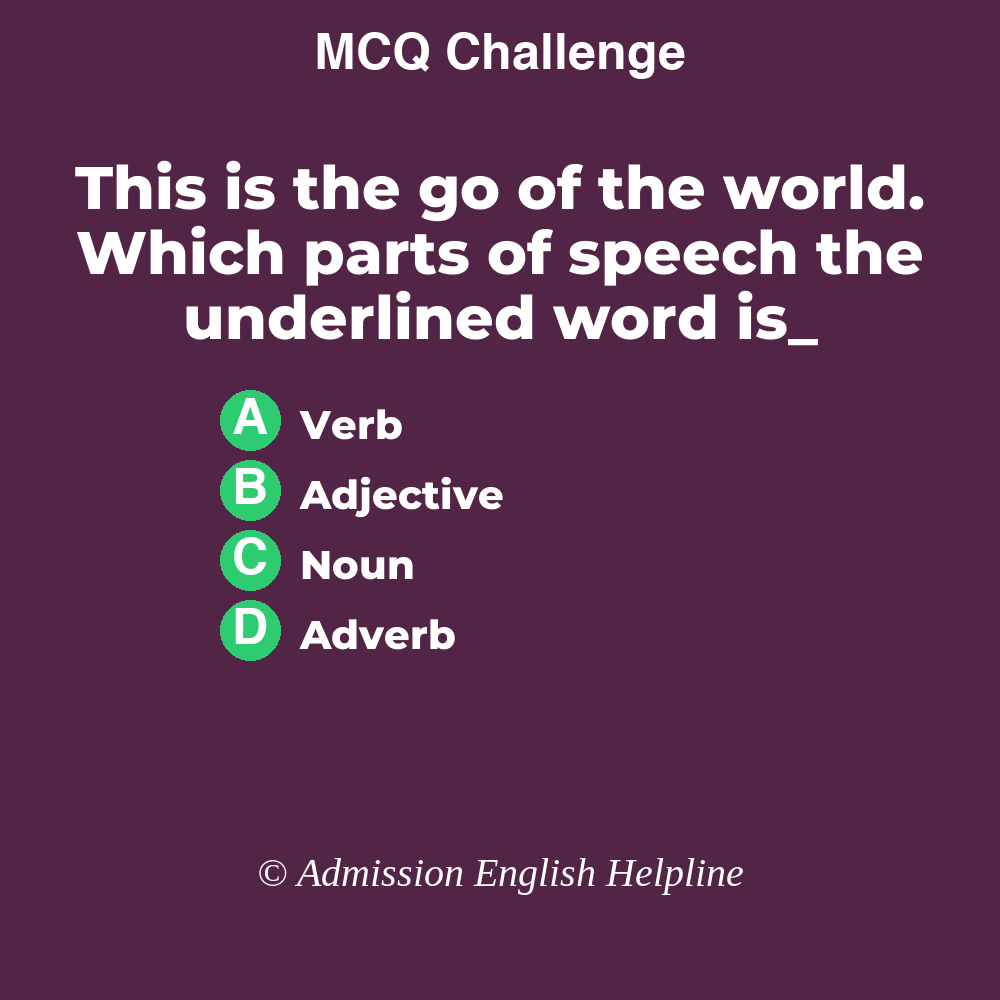 MCQ Challenge
This is the go of the world.
Which parts of speech the
underlined word is_
A Verb
B Adjective
C Noun
D Adverb
© Admission English Helpline